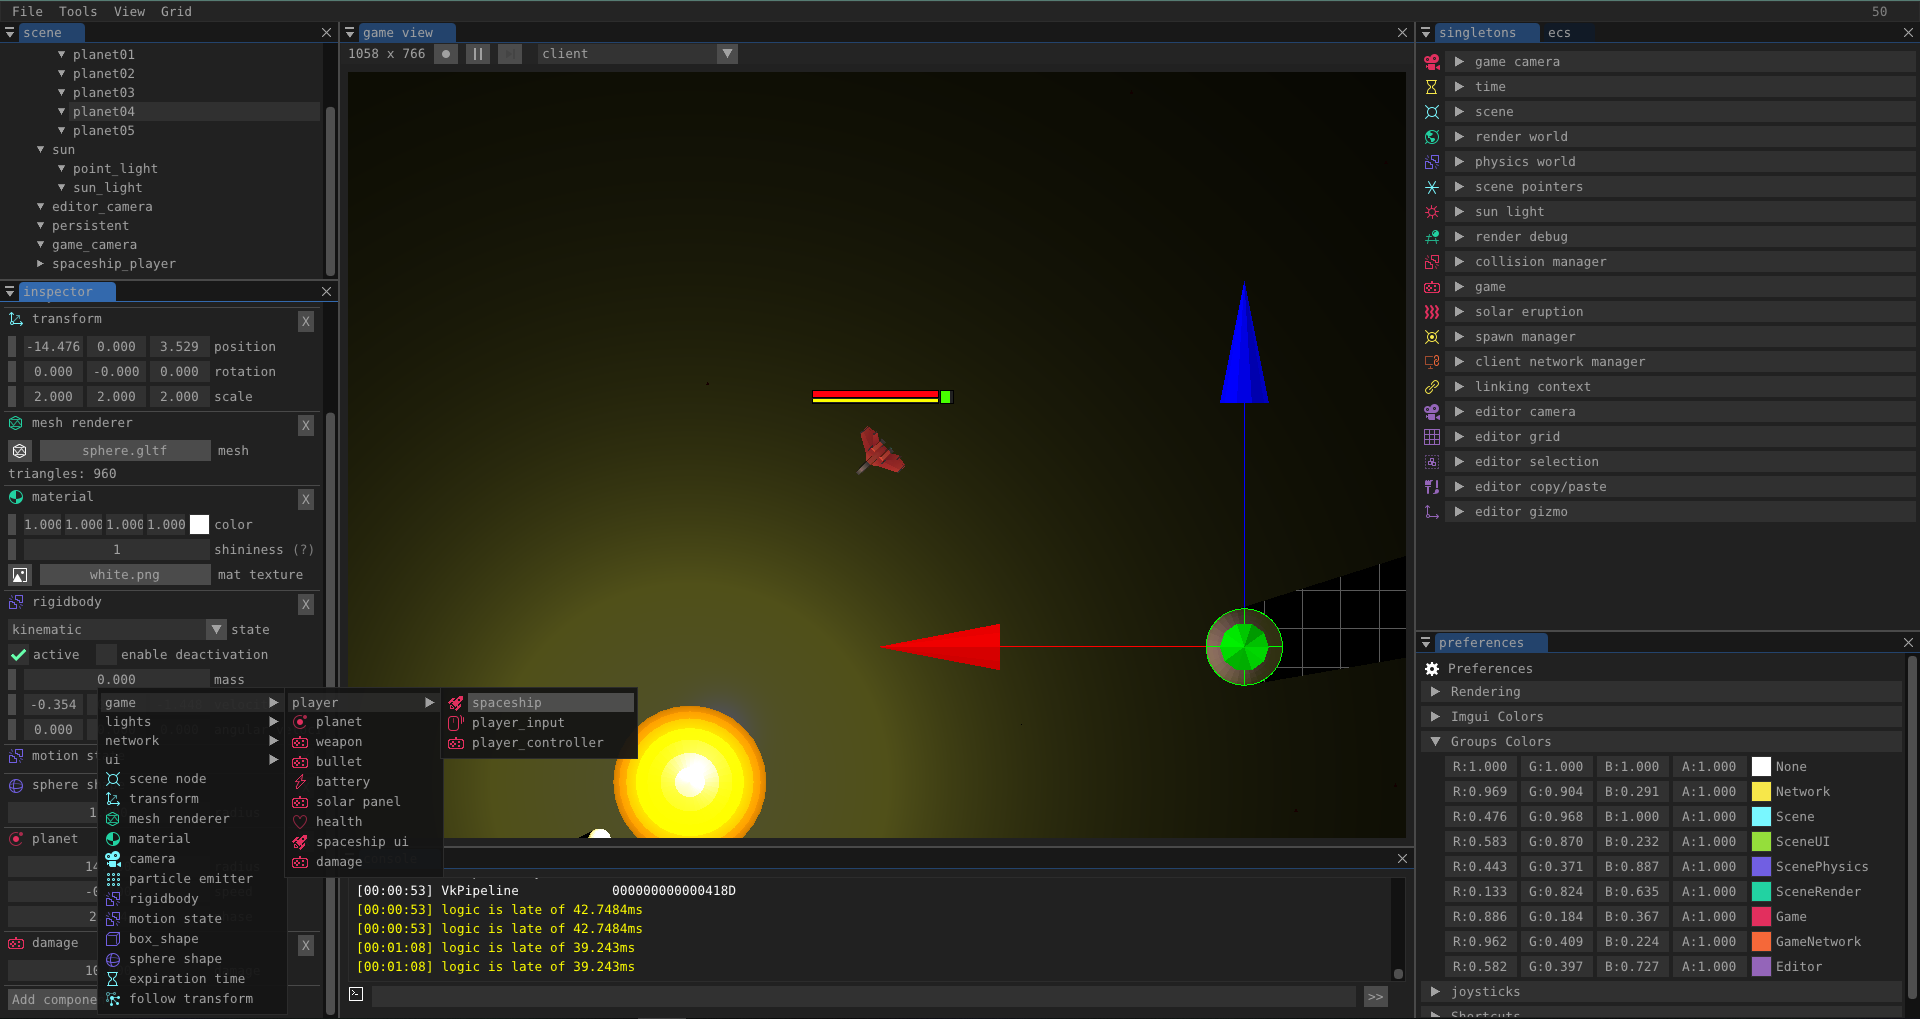 File Tools View Grid 50
scene
planet01
planet02
planet03
planet04
planet05
sun
point_light
sun_light
editor_camera
persistent
game_camera
spaceship_player
inspector
transform X
-14.476 0.000 3.529 position
0.000 -0.000 0.000 rotation
2.000 2.000 2.000 scale
mesh renderer X
sphere.gltf mesh
triangles: 960
material X
1.000 1.000 1.000 1.000 color
1 shininess (?)
white.png mat texture
rigidbody X
kinematic state
active enable deactivation
0.000 mass
-0.354
0.000
motion
sphere
planet
damage X
Add compone
game
lights
network
ui
scene node
transform
mesh renderer
material
camera
particle emitter
rigidbody
motion state
box_shape
sphere shape
expiration time
follow transform
player
planet
weapon
bullet
battery
solar panel
health
spaceship ui
damage
spaceship
player_input
player_controller
game view
1058 x 766 client
[00:00:53] VkPipeline 000000000000418D
[00:00:53] logic is late of 42.7484ms
[00:00:53] logic is late of 42.7484ms
[00:01:08] logic is late of 39.243ms
[00:01:08] logic is late of 39.243ms
>>
singletons ecs
game camera
time
scene
render world
physics world
scene pointers
sun light
render debug
collision manager
game
solar eruption
spawn manager
client network manager
linking context
editor camera
editor grid
editor selection
editor copy/paste
editor gizmo
preferences
Preferences
Rendering
Imgui Colors
Groups Colors
R:1.000 G:1.000 B:1.000 A:1.000 None
R:0.969 G:0.904 B:0.291 A:1.000 Network
R:0.476 G:0.968 B:1.000 A:1.000 Scene
R:0.583 G:0.870 B:0.232 A:1.000 SceneUI
R:0.443 G:0.371 B:0.887 A:1.000 ScenePhysics
R:0.133 G:0.824 B:0.635 A:1.000 SceneRender
R:0.886 G:0.184 B:0.367 A:1.000 Game
R:0.962 G:0.409 B:0.224 A:1.000 GameNetwork
R:0.582 G:0.397 B:0.727 A:1.000 Editor
joysticks
Shortcuts